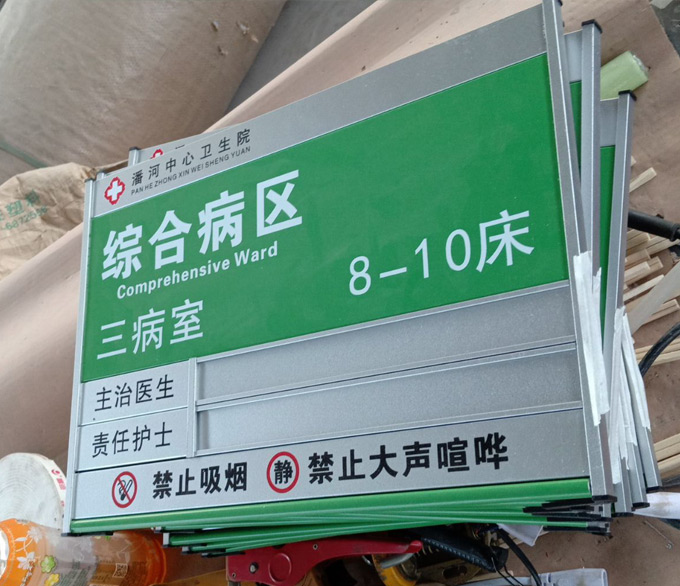 潘河中心卫生院
PAN HE ZHONG XIN WEI SHENG YUAN
综合病区
Comprehensive Ward
三病室
8-10床
主治医生
责任护士
禁止吸烟
静 禁止大声喧哗